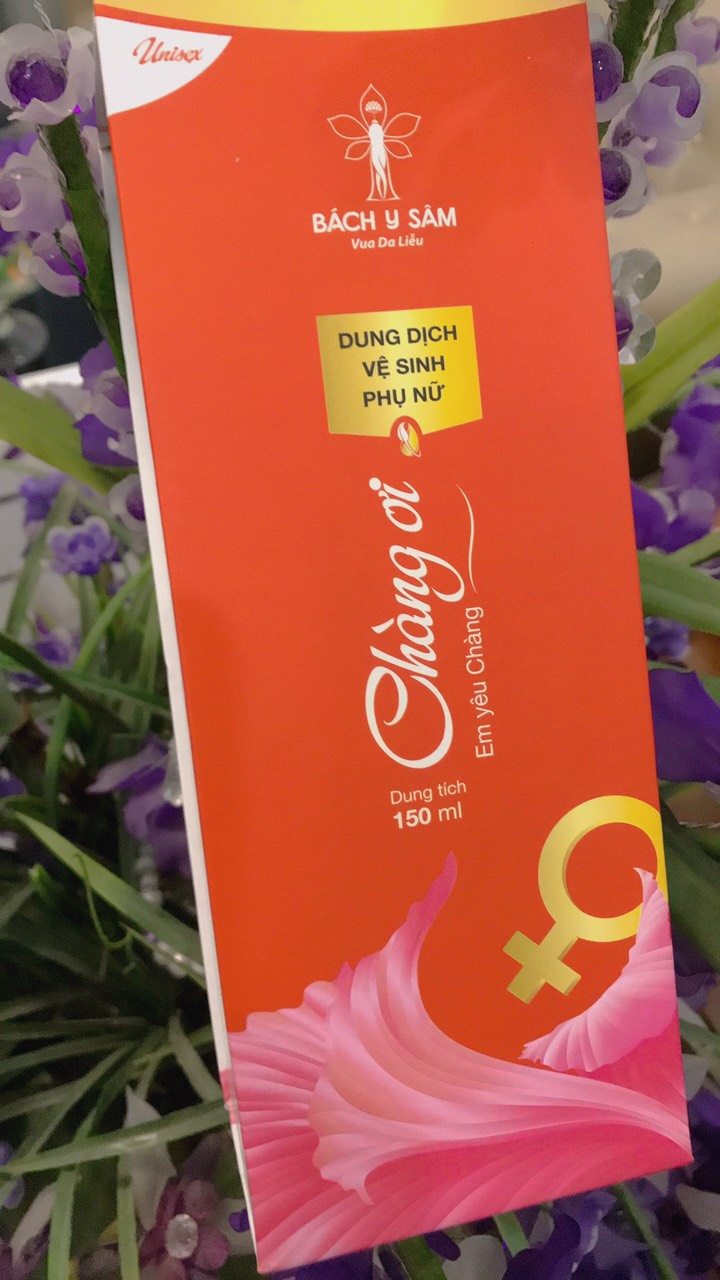 Unisex
BÁCH Y SÂM
Vua Da Liễu
DUNG DỊCH
VỆ SINH
PHỤ NỮ
Chàng ơi
Em yêu Chàng
Dung tích
150 ml